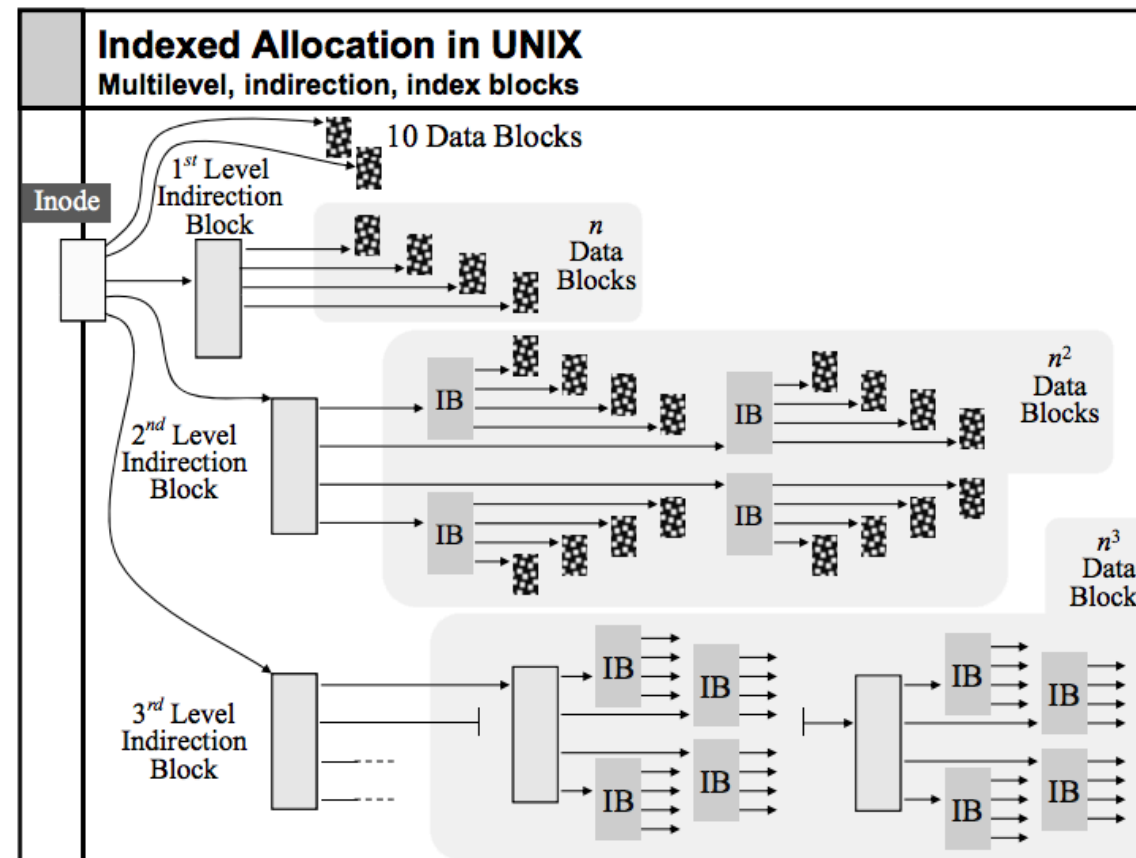 Indexed Allocation in UNIX
Multilevel, indirection, index blocks
10 Data Blocks
1st Level
Indirection
Block
Inode
n
Data
Blocks
n2
Data
Blocks
IB
IB
2nd Level
Indirection
Block
IB
IB
n3
Data
Block
3rd Level
Indirection
Block
IB
IB
IB
IB
IB
IB
IB
IB